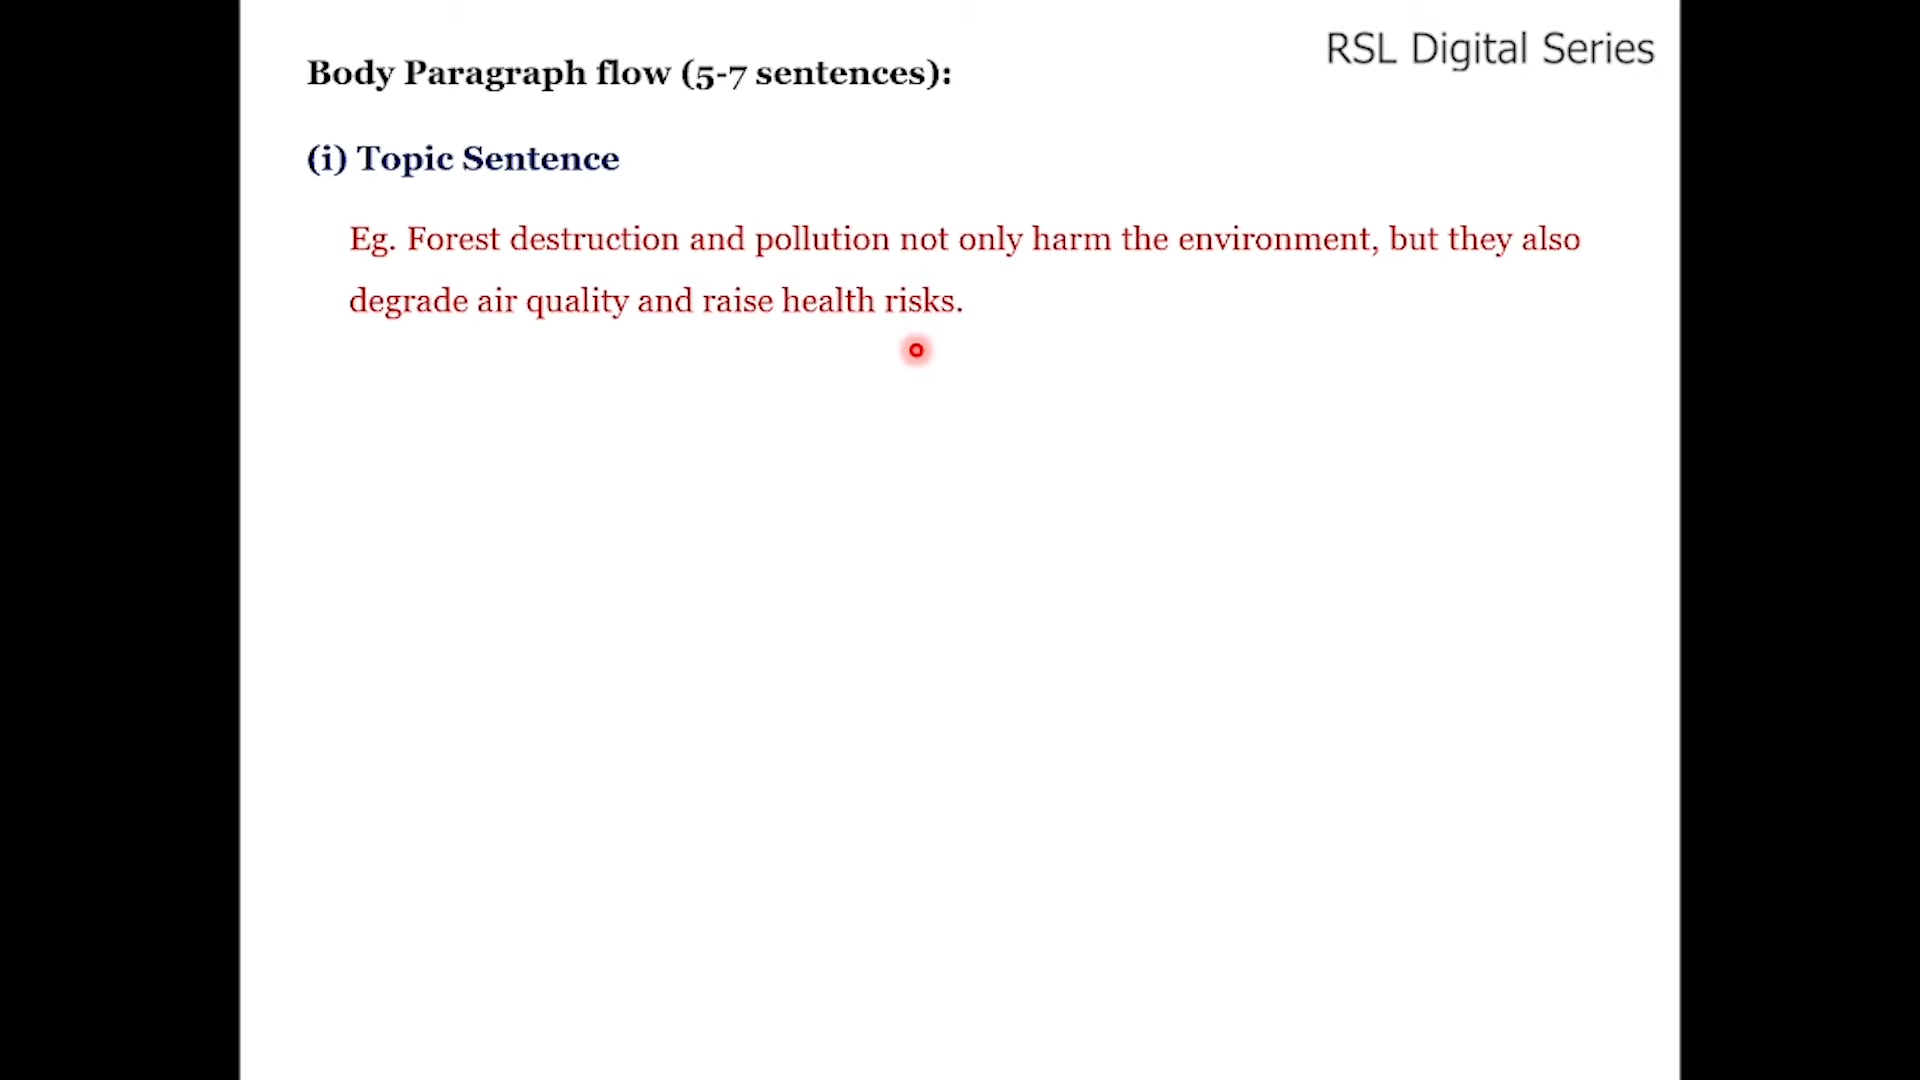 RSL Digital Series
Body Paragraph flow (5-7 sentences):
(i) Topic Sentence
Eg. Forest destruction and pollution not only harm the environment, but they also
degrade air quality and raise health risks.